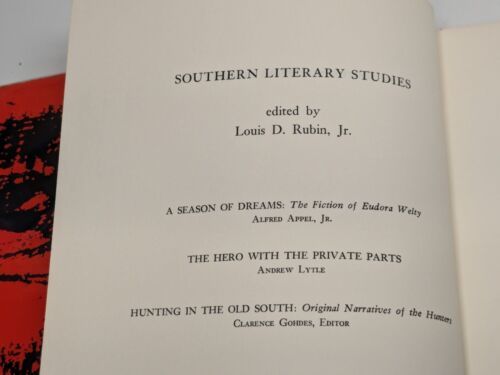 SOUTHERN LITERARY STUDIES
edited by
Louis D. Rubin, Jr.
A SEASON OF DREAMS: The Fiction of Eudora Welty
ALFRED APPEL, JR.
THE HERO WITH THE PRIVATE PARTS
ANDREW LYTLE
HUNTING IN THE OLD SOUTH: Original Narratives of the Hunters
CLARENCE GOHDES, EDITOR